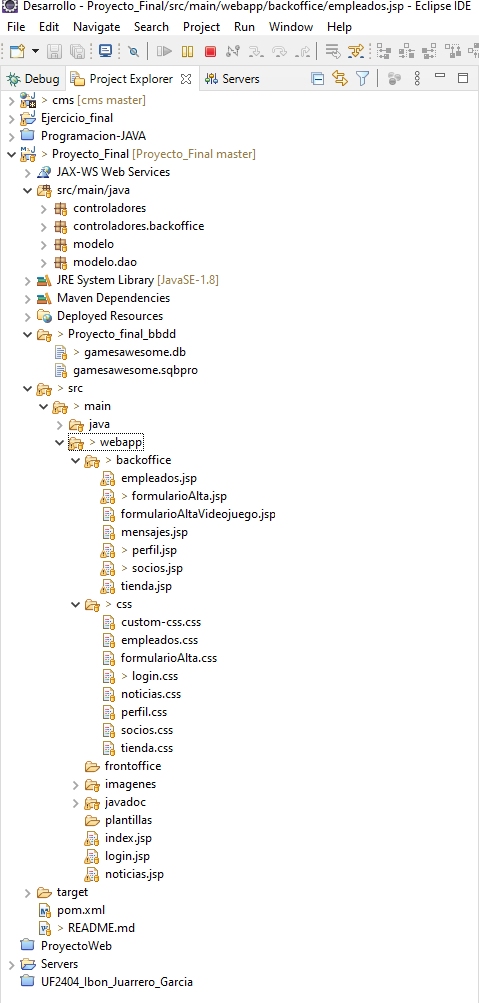 Desarrollo - Proyecto_Final/src/main/webapp/backoffice/empleados.jsp - Eclipse IDE
File Edit Navigate Search Project Run Window Help
Debug Project Explorer Servers
> cms [cms master]
Ejercicio_final
Programacion-JAVA
> Proyecto_Final [Proyecto_Final master]
JAX-WS Web Services
src/main/java
controladores
controladores.backoffice
modelo
modelo.dao
JRE System Library [JavaSE-1.8]
Maven Dependencies
Deployed Resources
> Proyecto_final_bbdd
> gamesawesome.db
gamesawesome.sqbpro
> src
> main
java
> webapp
> backoffice
empleados.jsp
> formularioAlta.jsp
formularioAltaVideojuego.jsp
mensajes.jsp
> perfil.jsp
> socios.jsp
tienda.jsp
> css
custom-css.css
empleados.css
formularioAlta.css
> login.css
noticias.css
perfil.css
socios.css
tienda.css
frontoffice
imagenes
javadoc
plantillas
index.jsp
login.jsp
noticias.jsp
target
pom.xml
> README.md
ProyectoWeb
Servers
UF2404_Ibon_Juarrero_Garcia